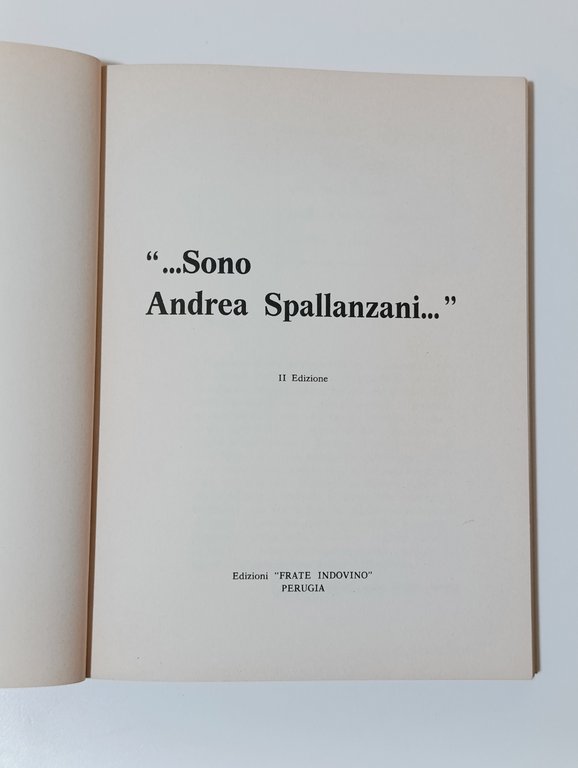 “...Sono
Andrea Spallanzani...”
II Edizione
Edizioni “FRATE INDOVINO”
PERUGIA